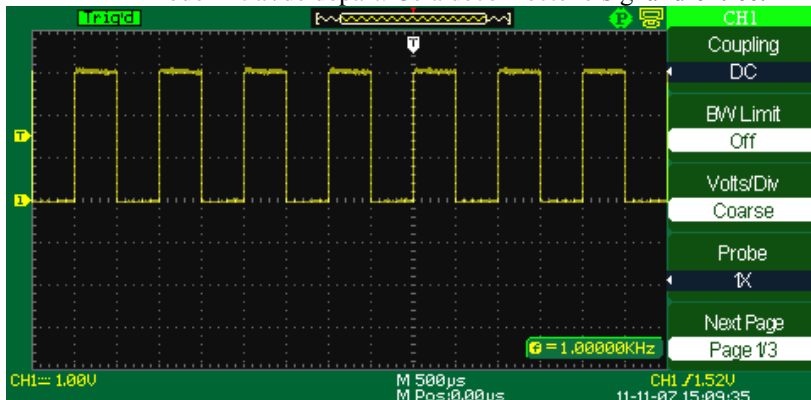 Trig'd P CH1
Coupling
T
DC
BW Limit
T
Off
Volts/Div
1
Coarse
Probe
1X
Next Page
f = 1.00000KHz Page 1/3
CH1 1.00V M 500µs CH1 / 1.52V
M Pos:0.00µs 11-11-07 15:09:35